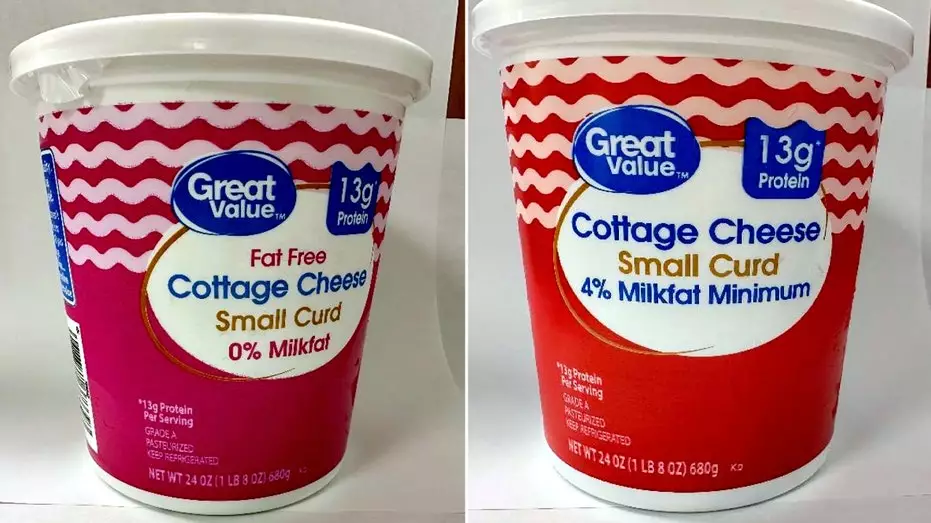 Great
Value™
13g*
Protein
Fat Free
Cottage Cheese
Small Curd
0% Milkfat
*13g Protein
Per Serving
GRADE A
PASTEURIZED
KEEP REFRIGERATED
NET WT 24 OZ (1 LB 8 OZ) 680g
Great
Value™
13g*
Protein
Cottage Cheese
Small Curd
4% Milkfat Minimum
*13g Protein
Per Serving
GRADE A
PASTEURIZED
KEEP REFRIGERATED
NET WT 24 OZ (1 LB 8 OZ) 680g